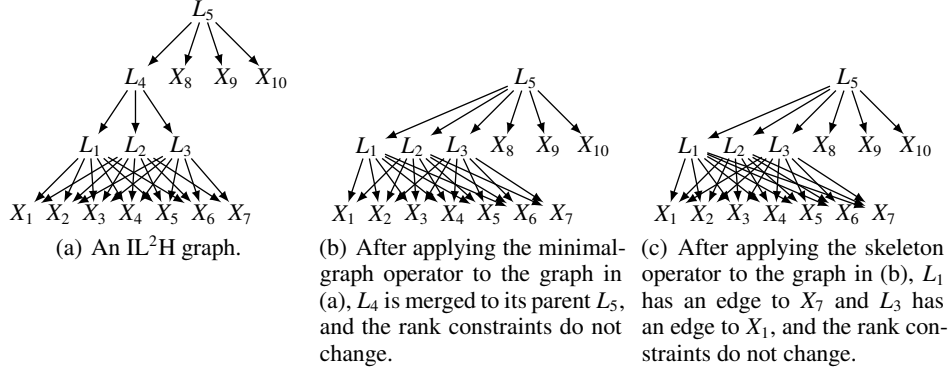 L5
L4 X8 X9 X10
L1 L2 L3
X1 X2 X3 X4 X5 X6 X7
(a) An IL²H graph.
L5
L1 L2 L3 X8 X9 X10
X1 X2 X3 X4 X5 X6 X7
(b) After applying the minimal-
graph operator to the graph in
(a), L4 is merged to its parent L5,
and the rank constraints do not
change.
L5
L1 L2 L3 X8 X9 X10
X1 X2 X3 X4 X5 X6 X7
(c) After applying the skeleton
operator to the graph in (b), L1
has an edge to X7 and L3 has
an edge to X1, and the rank con-
straints do not change.